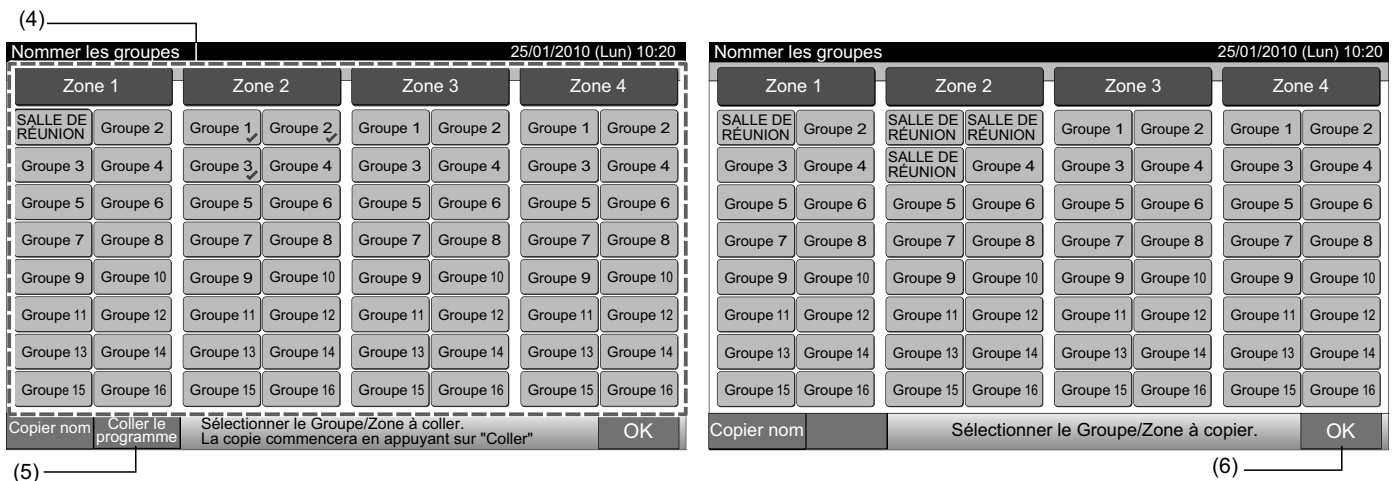 (4)
Nommer les groupes 25/01/2010 (Lun) 10:20
Zone 1 Zone 2 Zone 3 Zone 4
SALLE DE RÉUNION Groupe 2 Groupe 1 Groupe 2 Groupe 1 Groupe 2 Groupe 1 Groupe 2
Groupe 3 Groupe 4 Groupe 3 Groupe 4 Groupe 3 Groupe 4 Groupe 3 Groupe 4
Groupe 5 Groupe 6 Groupe 5 Groupe 6 Groupe 5 Groupe 6 Groupe 5 Groupe 6
Groupe 7 Groupe 8 Groupe 7 Groupe 8 Groupe 7 Groupe 8 Groupe 7 Groupe 8
Groupe 9 Groupe 10 Groupe 9 Groupe 10 Groupe 9 Groupe 10 Groupe 9 Groupe 10
Groupe 11 Groupe 12 Groupe 11 Groupe 12 Groupe 11 Groupe 12 Groupe 11 Groupe 12
Groupe 13 Groupe 14 Groupe 13 Groupe 14 Groupe 13 Groupe 14 Groupe 13 Groupe 14
Groupe 15 Groupe 16 Groupe 15 Groupe 16 Groupe 15 Groupe 16 Groupe 15 Groupe 16
Copier nom
Coller le
programme
Sélectionner le Groupe/Zone à coller.
La copie commencera en appuyant sur "Coller"
OK
(5)
Nommer les groupes 25/01/2010 (Lun) 10:20
Zone 1 Zone 2 Zone 3 Zone 4
SALLE DE RÉUNION Groupe 2 SALLE DE RÉUNION SALLE DE RÉUNION Groupe 1 Groupe 2 Groupe 1 Groupe 2
Groupe 3 Groupe 4 SALLE DE RÉUNION Groupe 4 Groupe 3 Groupe 4 Groupe 3 Groupe 4
Groupe 5 Groupe 6 Groupe 5 Groupe 6 Groupe 5 Groupe 6 Groupe 5 Groupe 6
Groupe 7 Groupe 8 Groupe 7 Groupe 8 Groupe 7 Groupe 8 Groupe 7 Groupe 8
Groupe 9 Groupe 10 Groupe 9 Groupe 10 Groupe 9 Groupe 10 Groupe 9 Groupe 10
Groupe 11 Groupe 12 Groupe 11 Groupe 12 Groupe 11 Groupe 12 Groupe 11 Groupe 12
Groupe 13 Groupe 14 Groupe 13 Groupe 14 Groupe 13 Groupe 14 Groupe 13 Groupe 14
Groupe 15 Groupe 16 Groupe 15 Groupe 16 Groupe 15 Groupe 16 Groupe 15 Groupe 16
Copier nom
Sélectionner le Groupe/Zone à copier.
OK
(6)